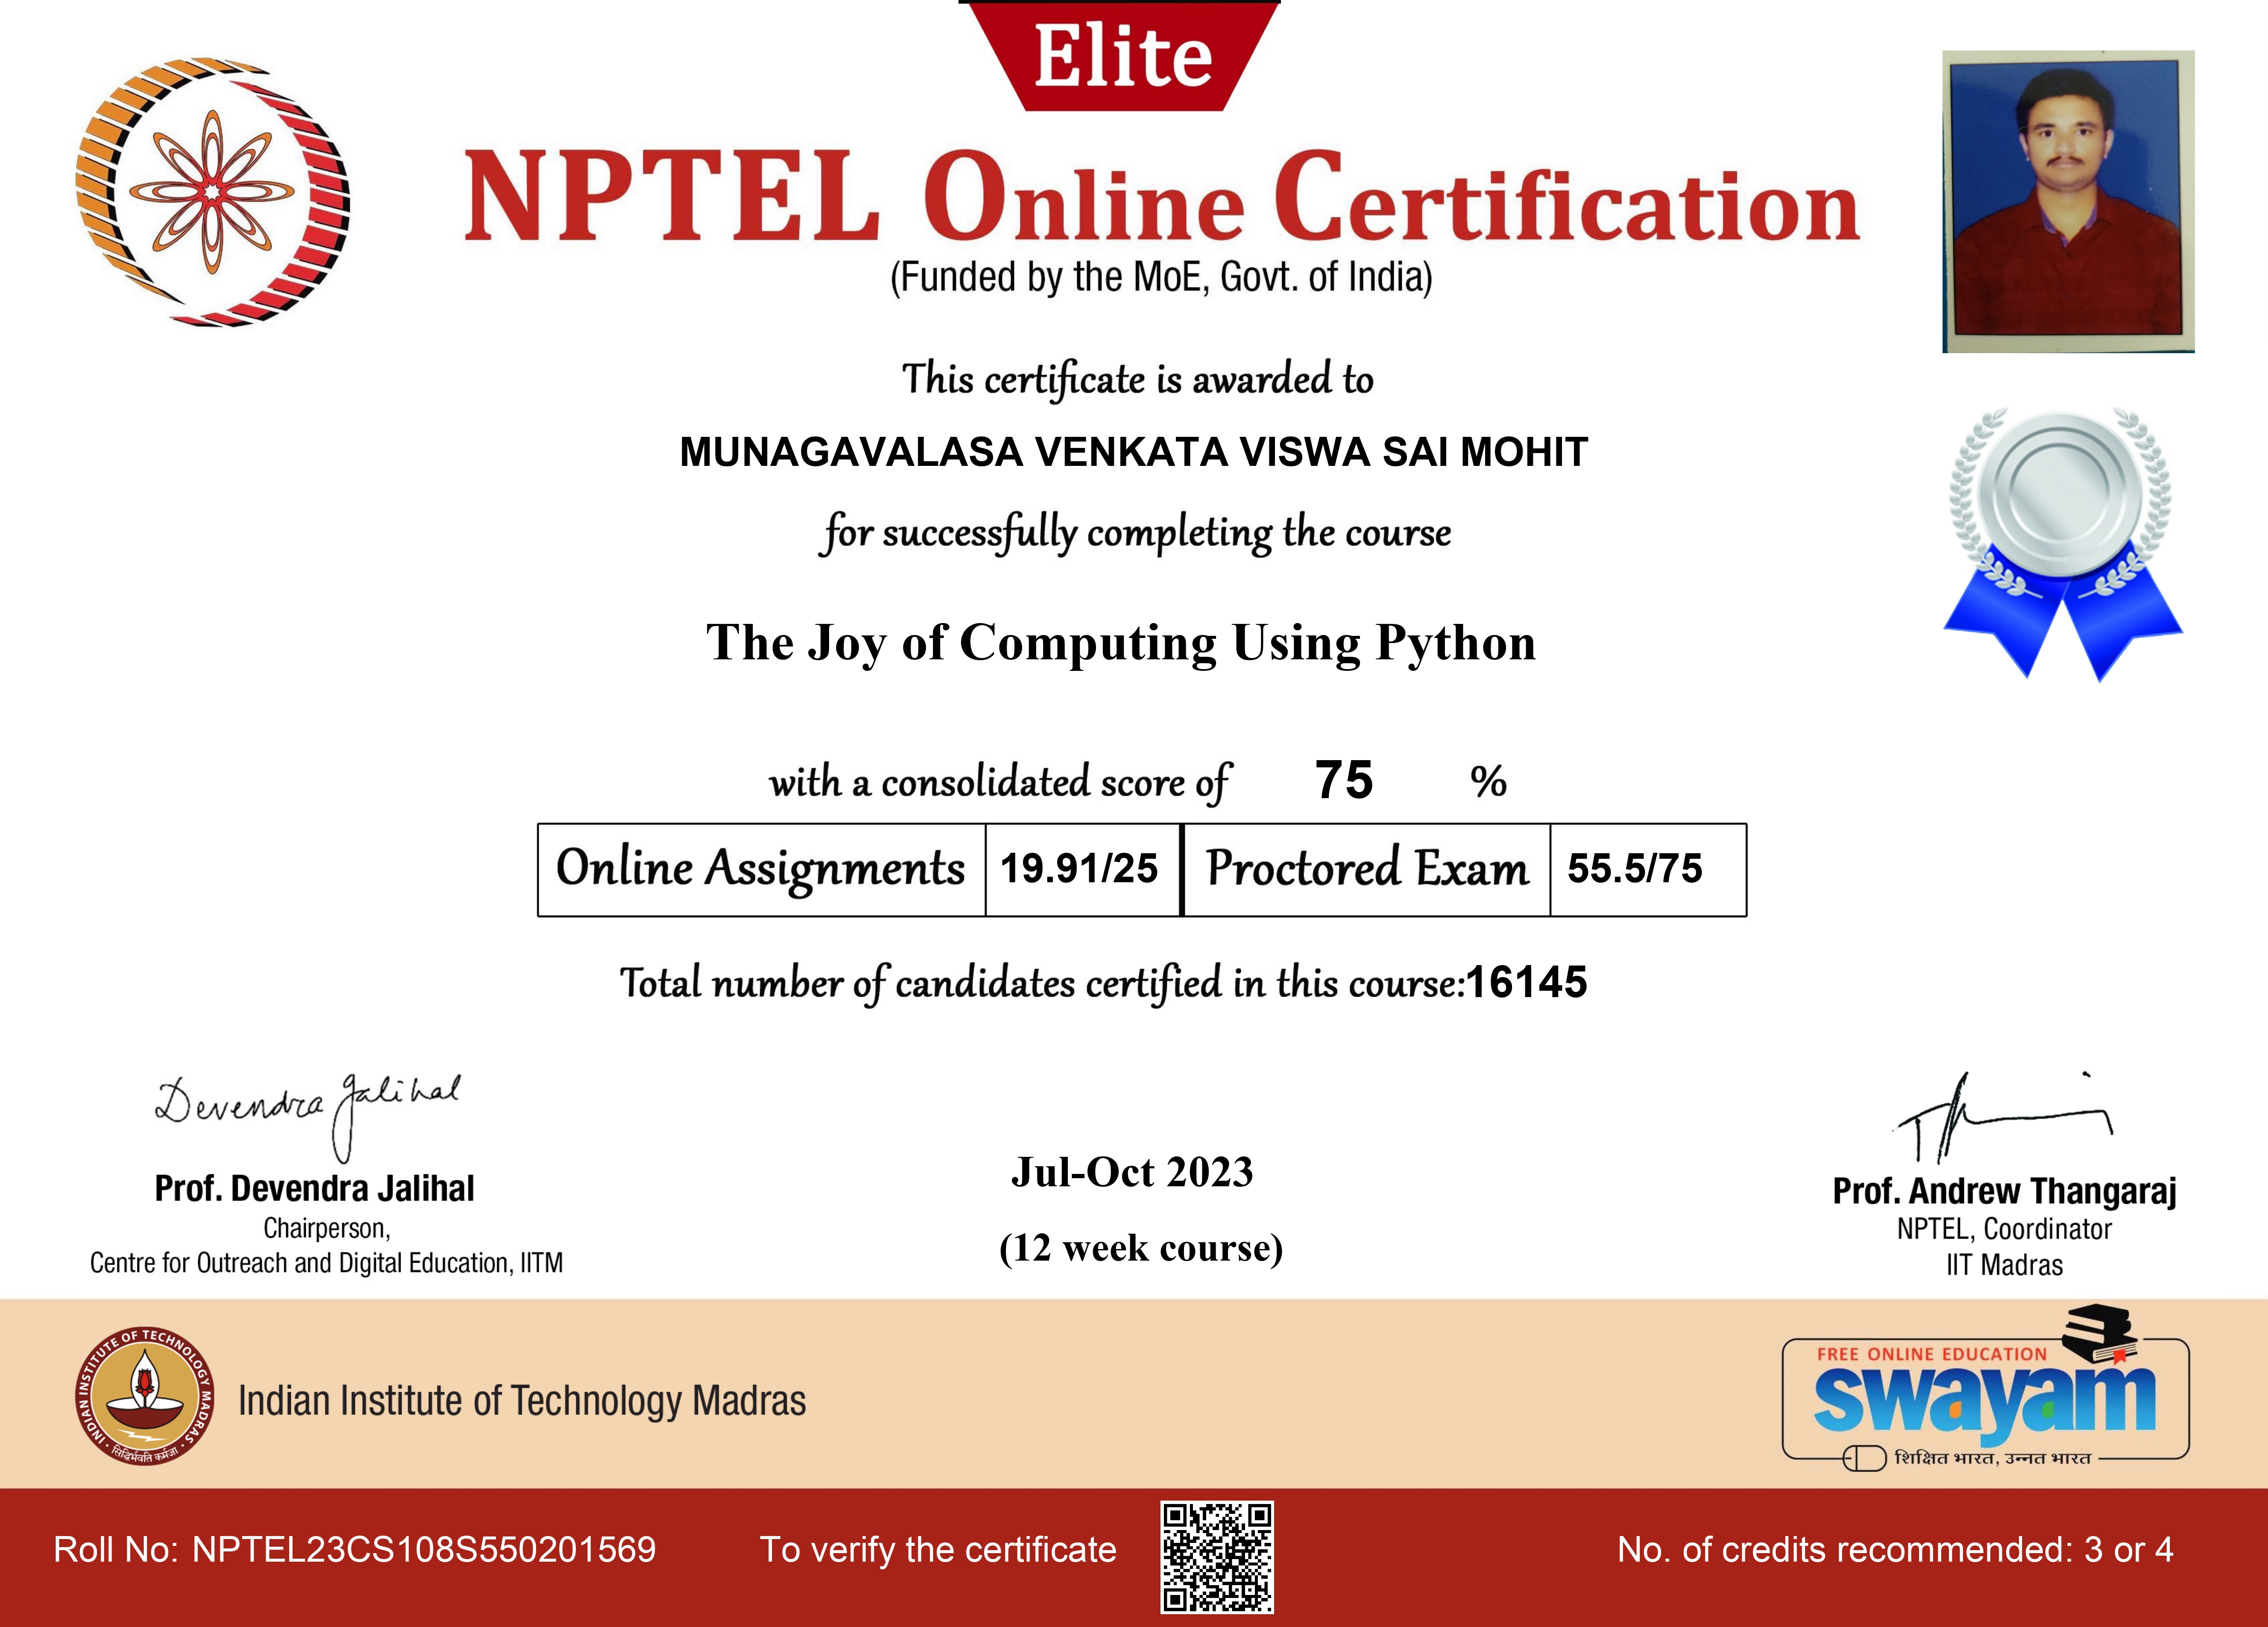 Elite
NPTEL Online Certification
(Funded by the MoE, Govt. of India)
This certificate is awarded to
MUNAGAVALASA VENKATA VISWA SAI MOHIT
for successfully completing the course
The Joy of Computing Using Python
with a consolidated score of 75 %
Online Assignments 19.91/25 Proctored Exam 55.5/75
Total number of candidates certified in this course:16145
Devendra Jalihal
Prof. Devendra Jalihal
Chairperson,
Centre for Outreach and Digital Education, IITM
Jul-Oct 2023
(12 week course)
Prof. Andrew Thangaraj
NPTEL, Coordinator
IIT Madras
INDIAN INSTITUTE OF TECHNOLOGY MADRAS
सिद्धिर्भवति कर्मजा
Indian Institute of Technology Madras
FREE ONLINE EDUCATION
swayam
शिक्षित भारत, उन्नत भारत
Roll No: NPTEL23CS108S550201569
To verify the certificate
No. of credits recommended: 3 or 4